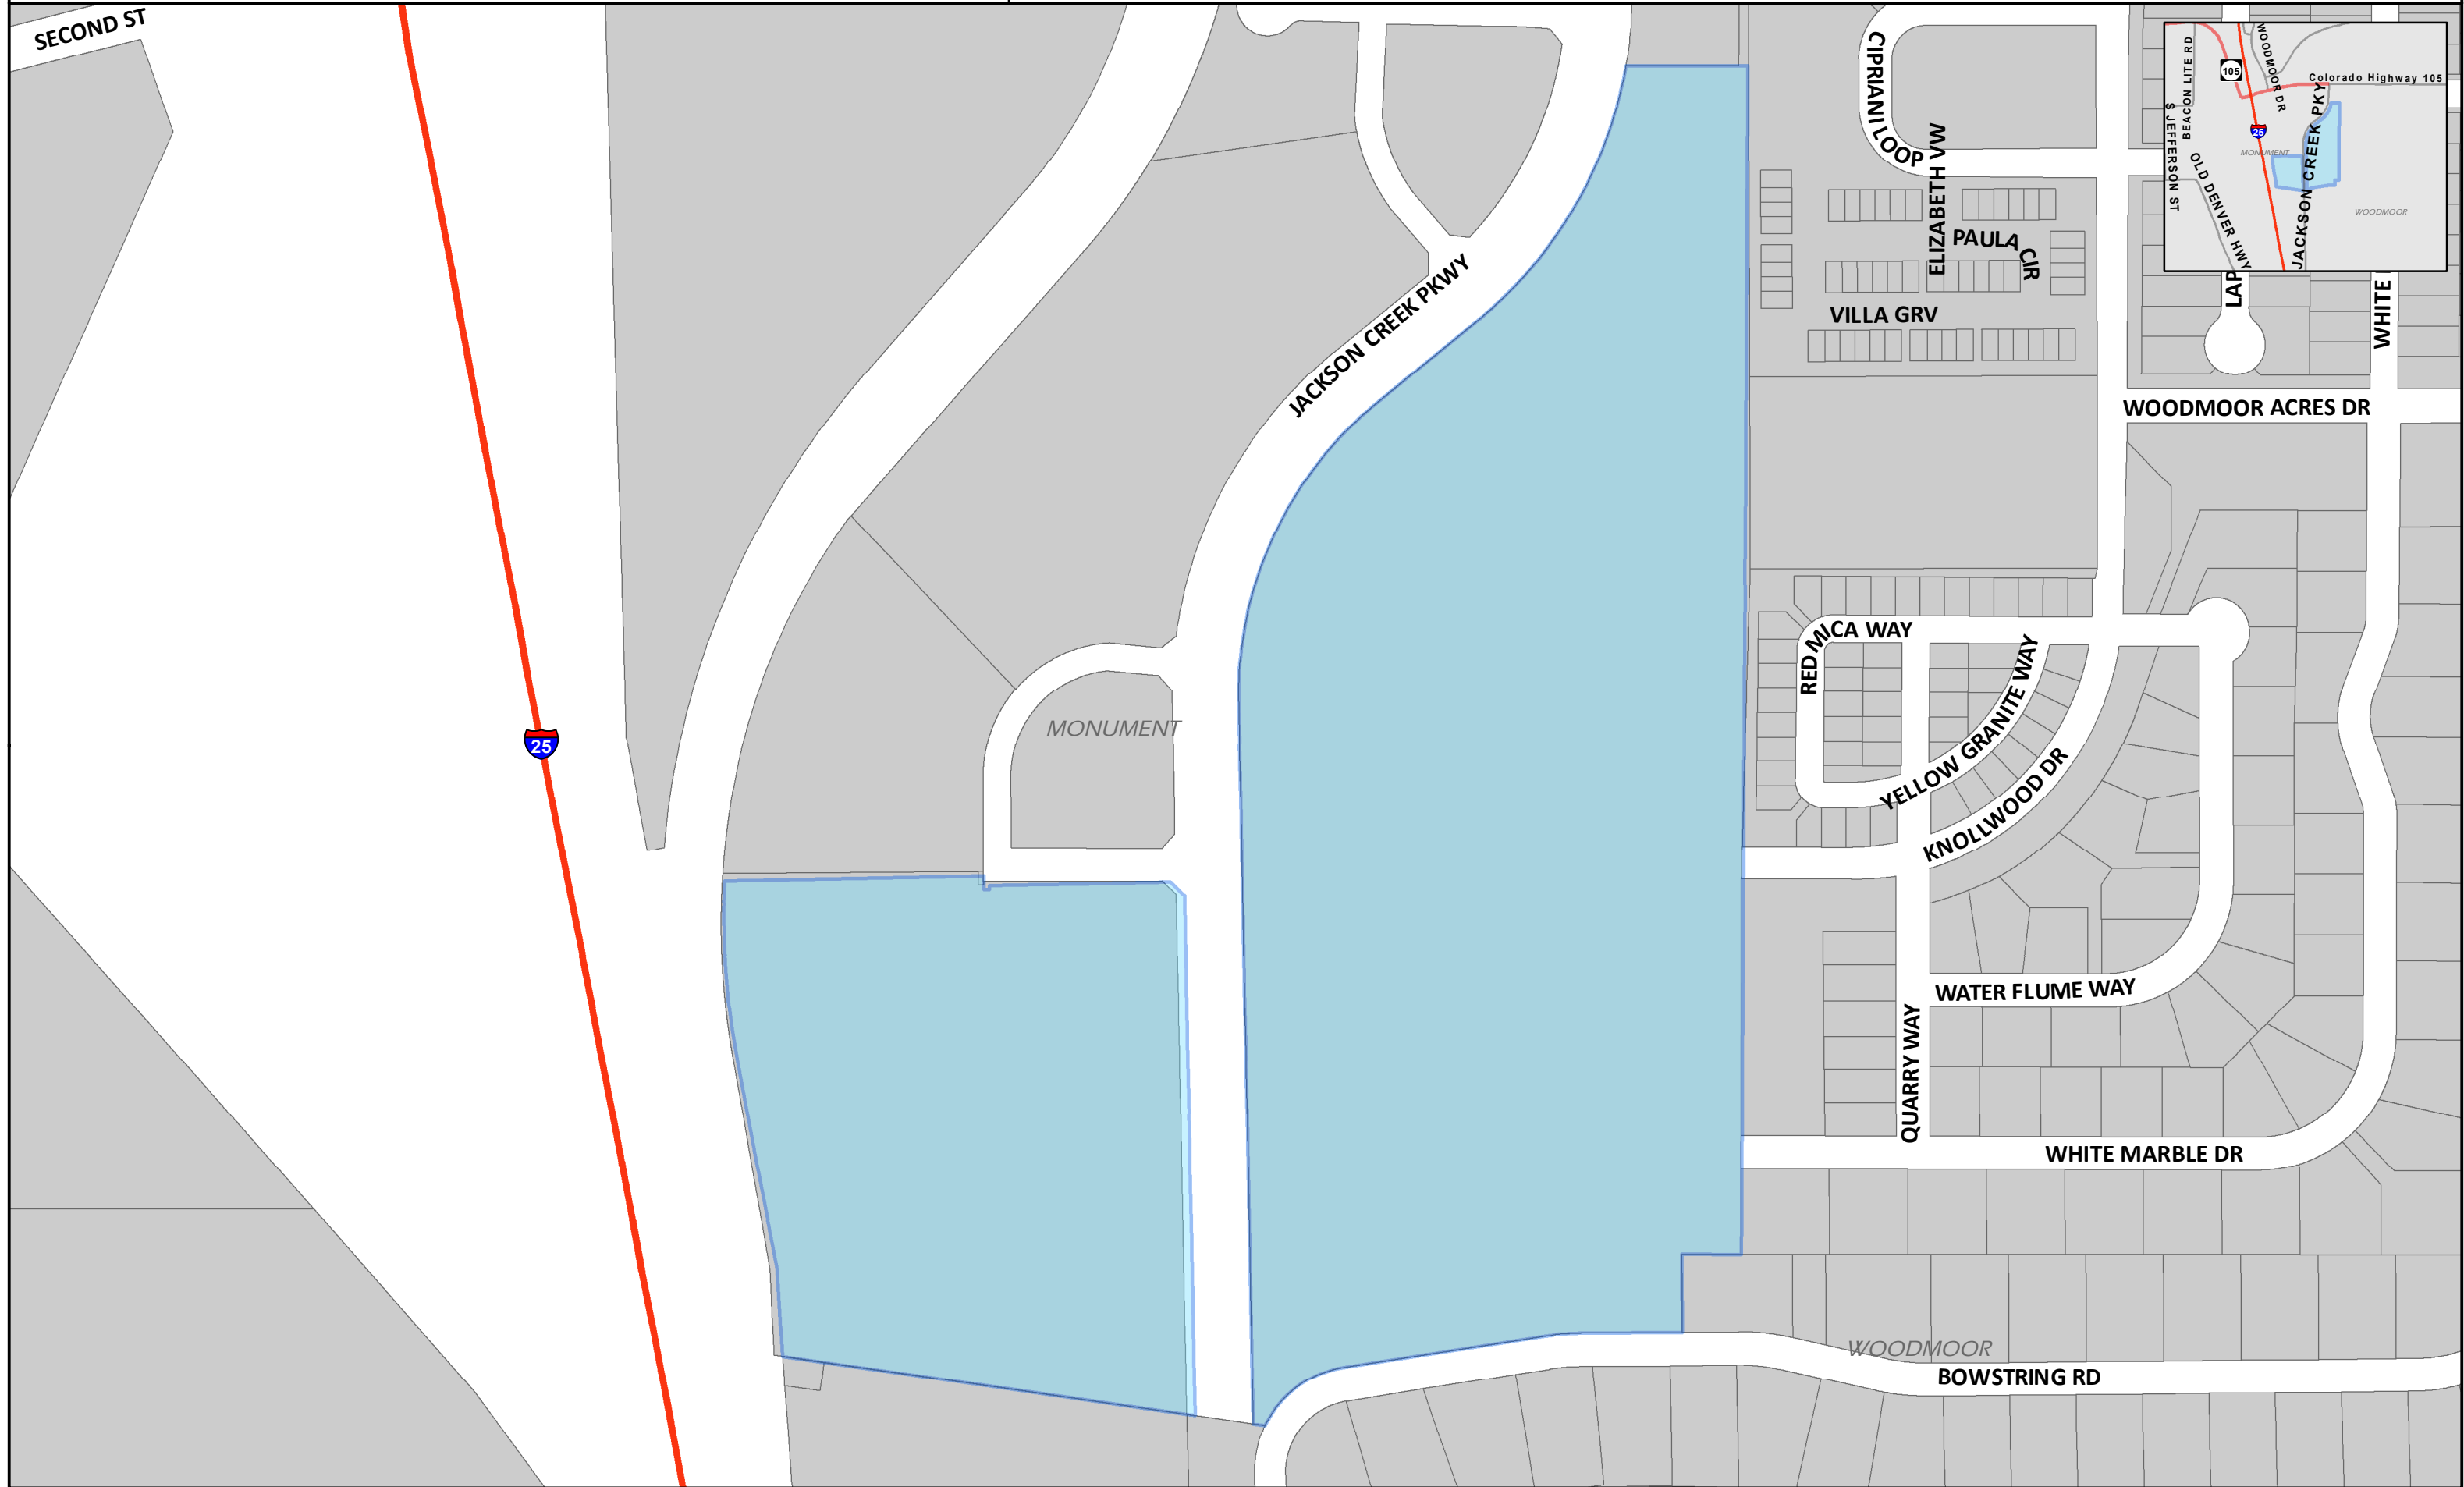 SECOND ST
CIPRIANI LOOP
ELIZABETH VW
PAULA CIR
VILLA GRV
JACKSON CREEK PKWY
WOODMOOR DR
BEACON LITE RD
105
Colorado Highway 105
S JEFFERSON ST
25
MONUMENT
JACKSON CREEK PKY
OLD DENVER HWY
WOODMOOR
LAP
WHITE
WOODMOOR ACRES DR
RED MICA WAY
YELLOW GRANITE WAY
MONUMENT
25
KNOLLWOOD DR
WATER FLUME WAY
QUARRY WAY
WHITE MARBLE DR
WOODMOOR
BOWSTRING RD